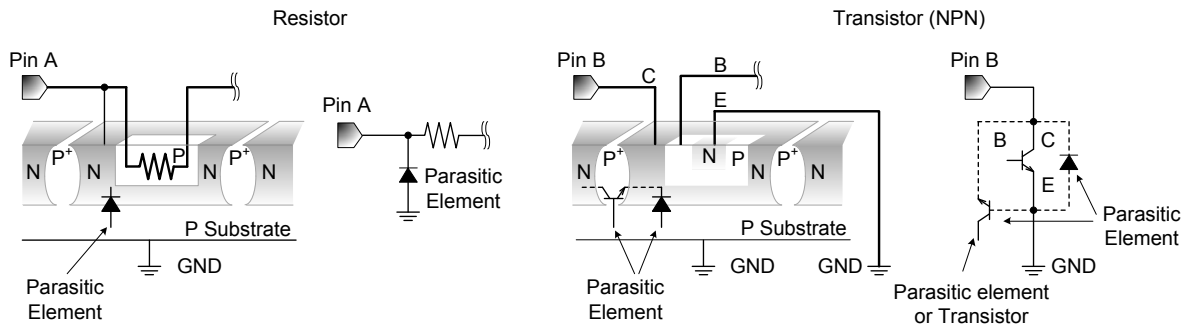 Resistor
Transistor (NPN)
Pin A
N
P+
N
P
N
P+
N
P Substrate
GND
Parasitic
Element
Pin A
Parasitic
Element
Pin B
C
B
E
N
P+
N
N
P
N
P+
N
P Substrate
GND
GND
Parasitic
Element
Pin B
B
C
E
Parasitic
Element
GND
Parasitic element
or Transistor